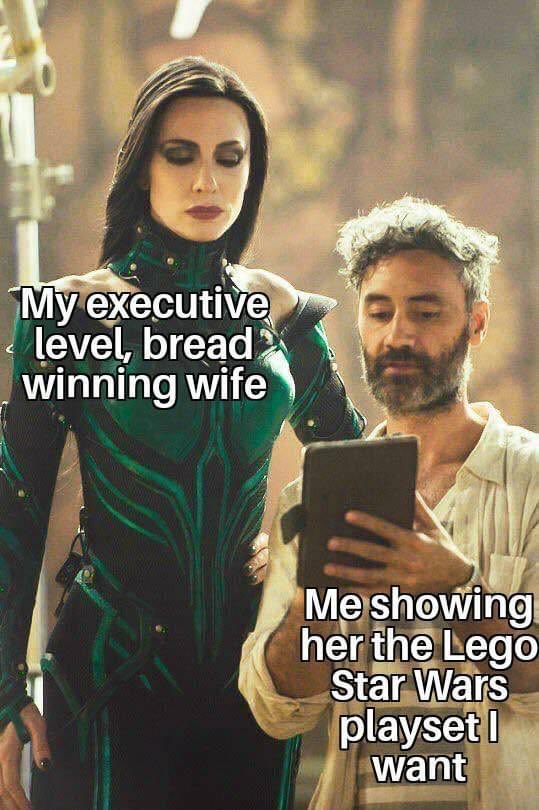 My executive
level, bread
winning wife
Me showing
her the Lego
Star Wars
playset I
want